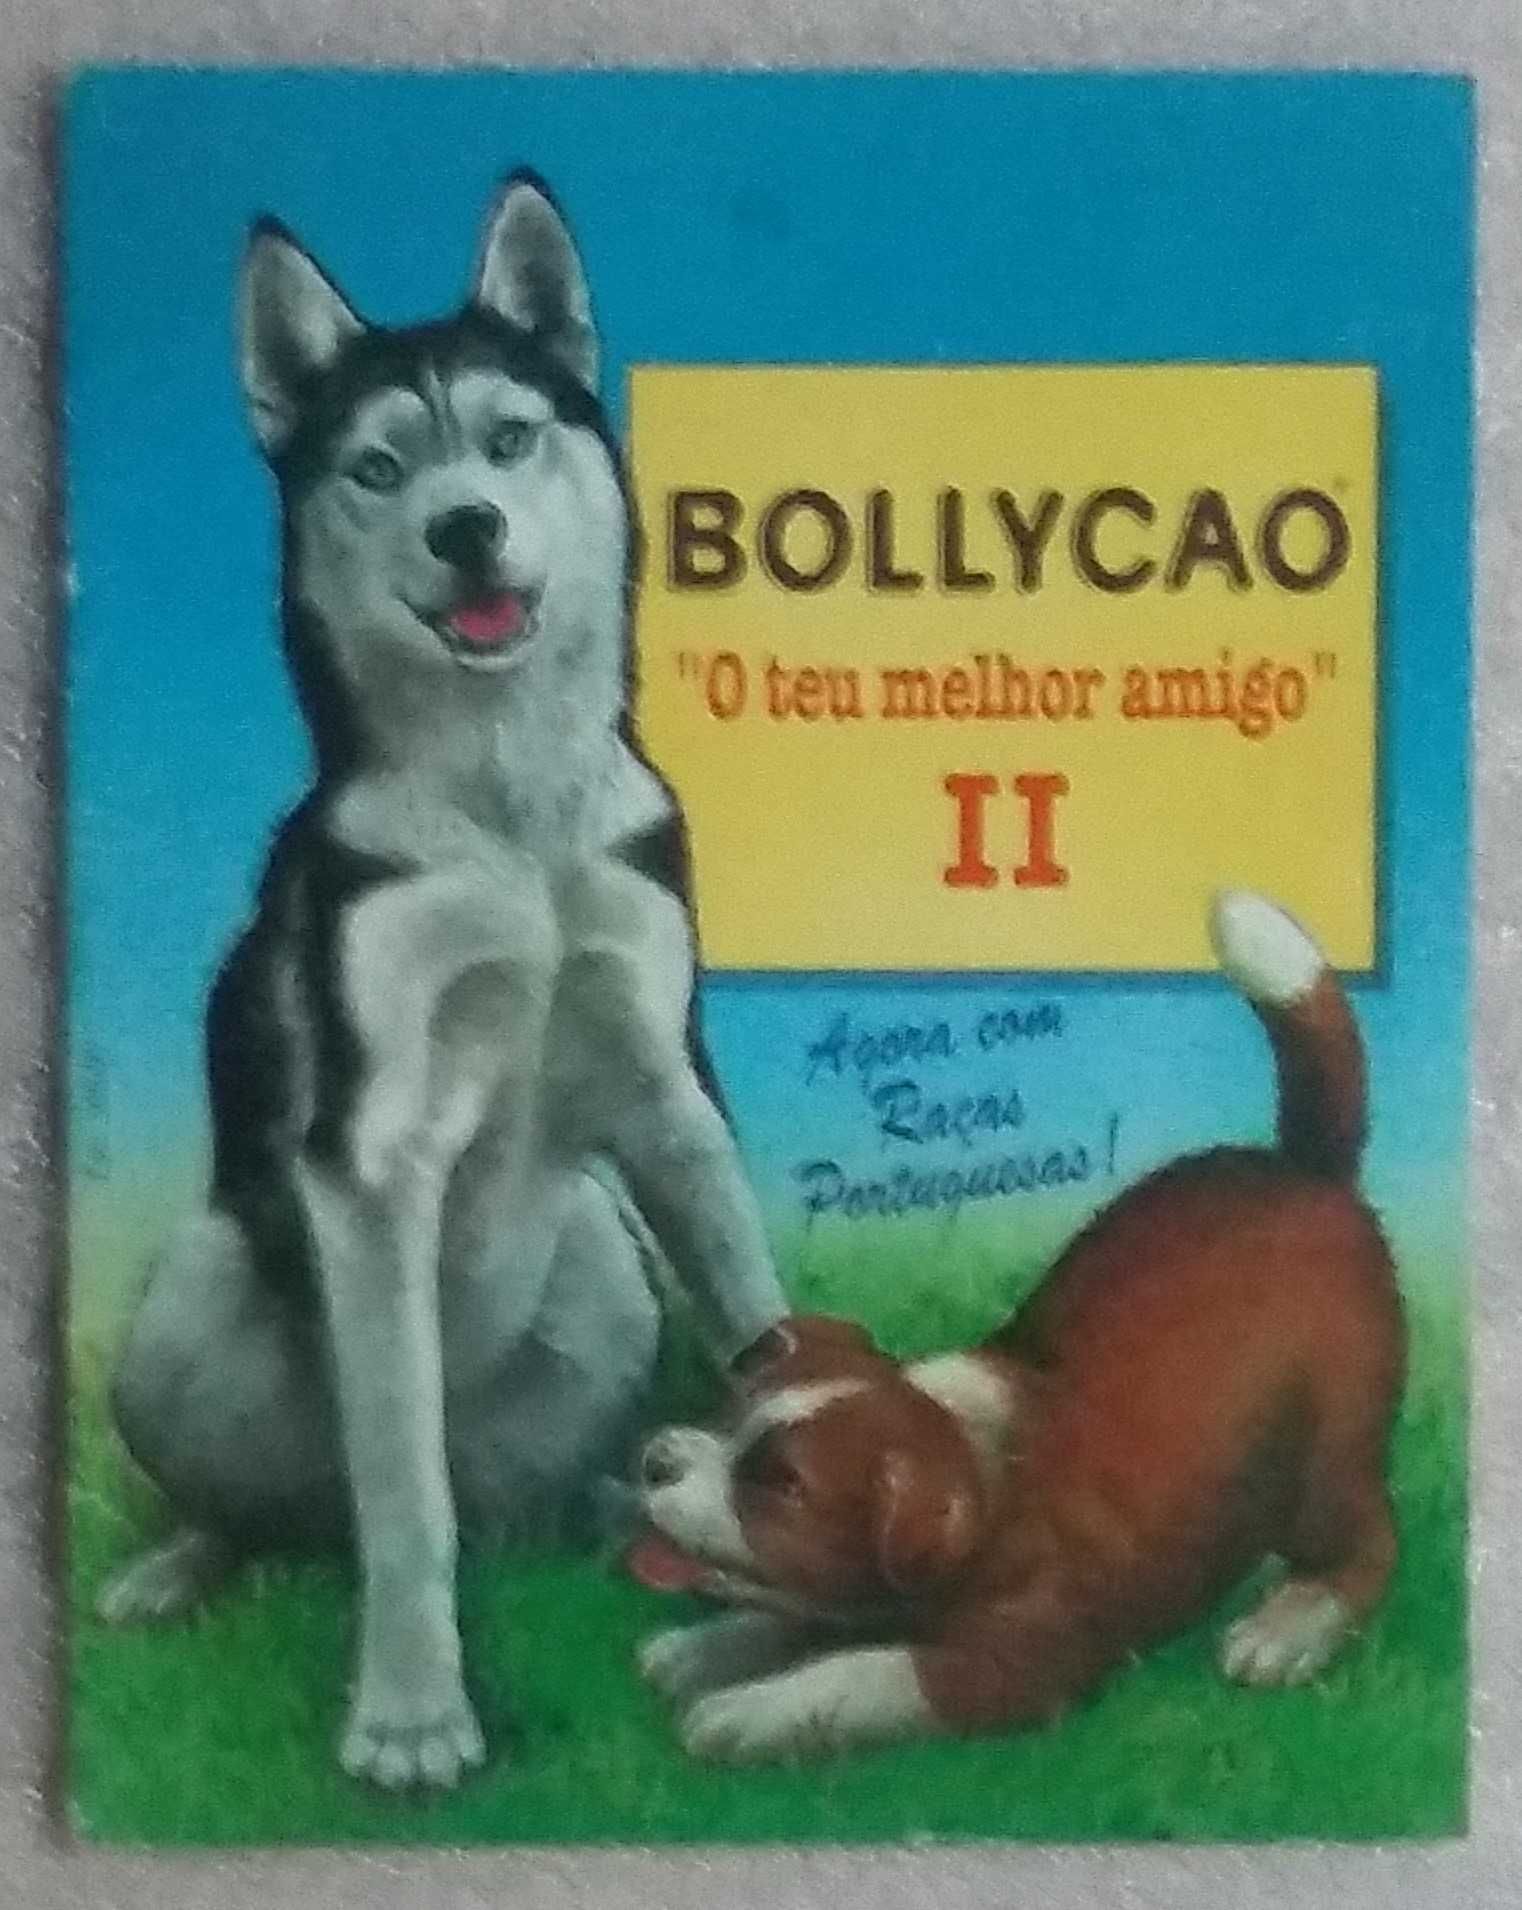 BOLLYCAO
"O teu melhor amigo"
II
Agora com
Raças
Portuguesas!